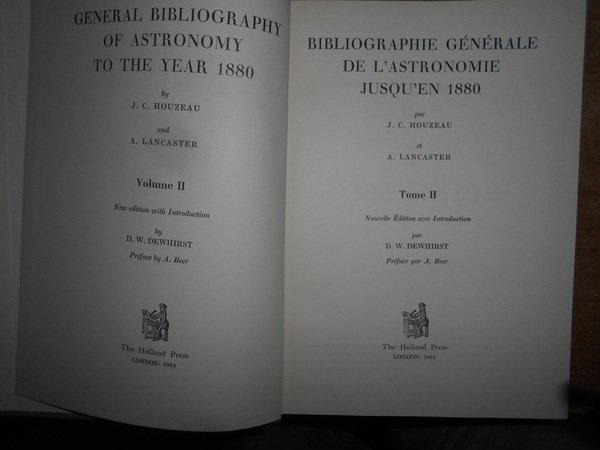 GENERAL BIBLIOGRAPHY
OF ASTRONOMY
TO THE YEAR 1880
by
J. C. HOUZEAU
and
A. LANCASTER
Volume II
New edition with Introduction
by
D. W. DEWHIRST
Preface by A. Beer
The Holland Press
LONDON: 1964
BIBLIOGRAPHIE GÉNÉRALE
DE L'ASTRONOMIE
JUSQU'EN 1880
par
J. C. HOUZEAU
et
A. LANCASTER
Tome II
Nouvelle Édition avec Introduction
par
D. W. DEWHIRST
Préface par A. Beer
The Holland Press
LONDON: 1964